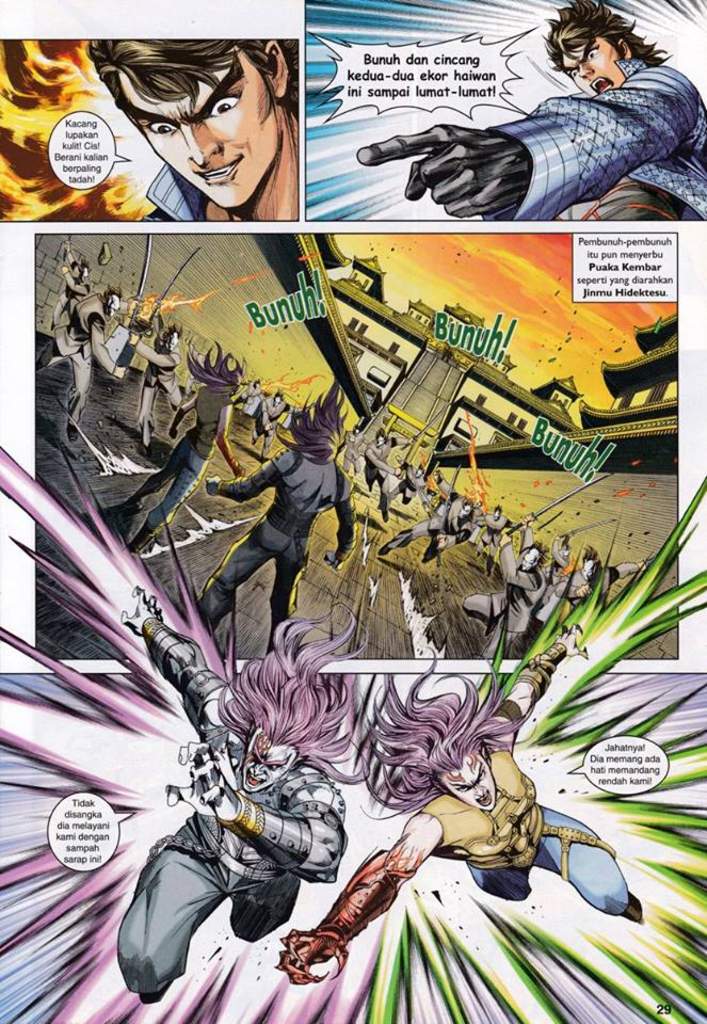 Kacang
lupakan
kulit! Cis!
Berani kalian
berpaling
tadah!
Bunuh dan cincang
kedua-dua ekor haiwan
ini sampai lumat-lumat!
Pembunuh-pembunuh
itu pun menyerbu
Puaka Kembar
seperti yang diarahkan
Jinmu Hidektesu.
Bunuh!
Bunuh!
Bunuh!
Jahatnya!
Dia memang ada
hati memandang
rendah kami!
Tidak
disangka
dia melayani
kami dengan
sampah
sarap ini!
29